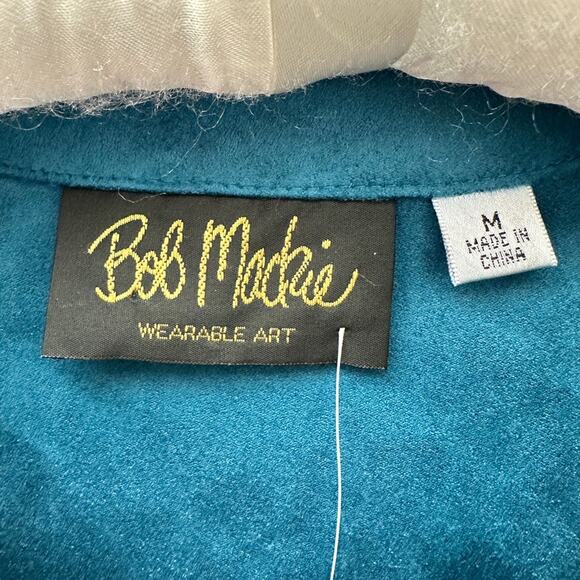 Bob Mackie
WEARABLE ART
M
MADE IN
CHINA